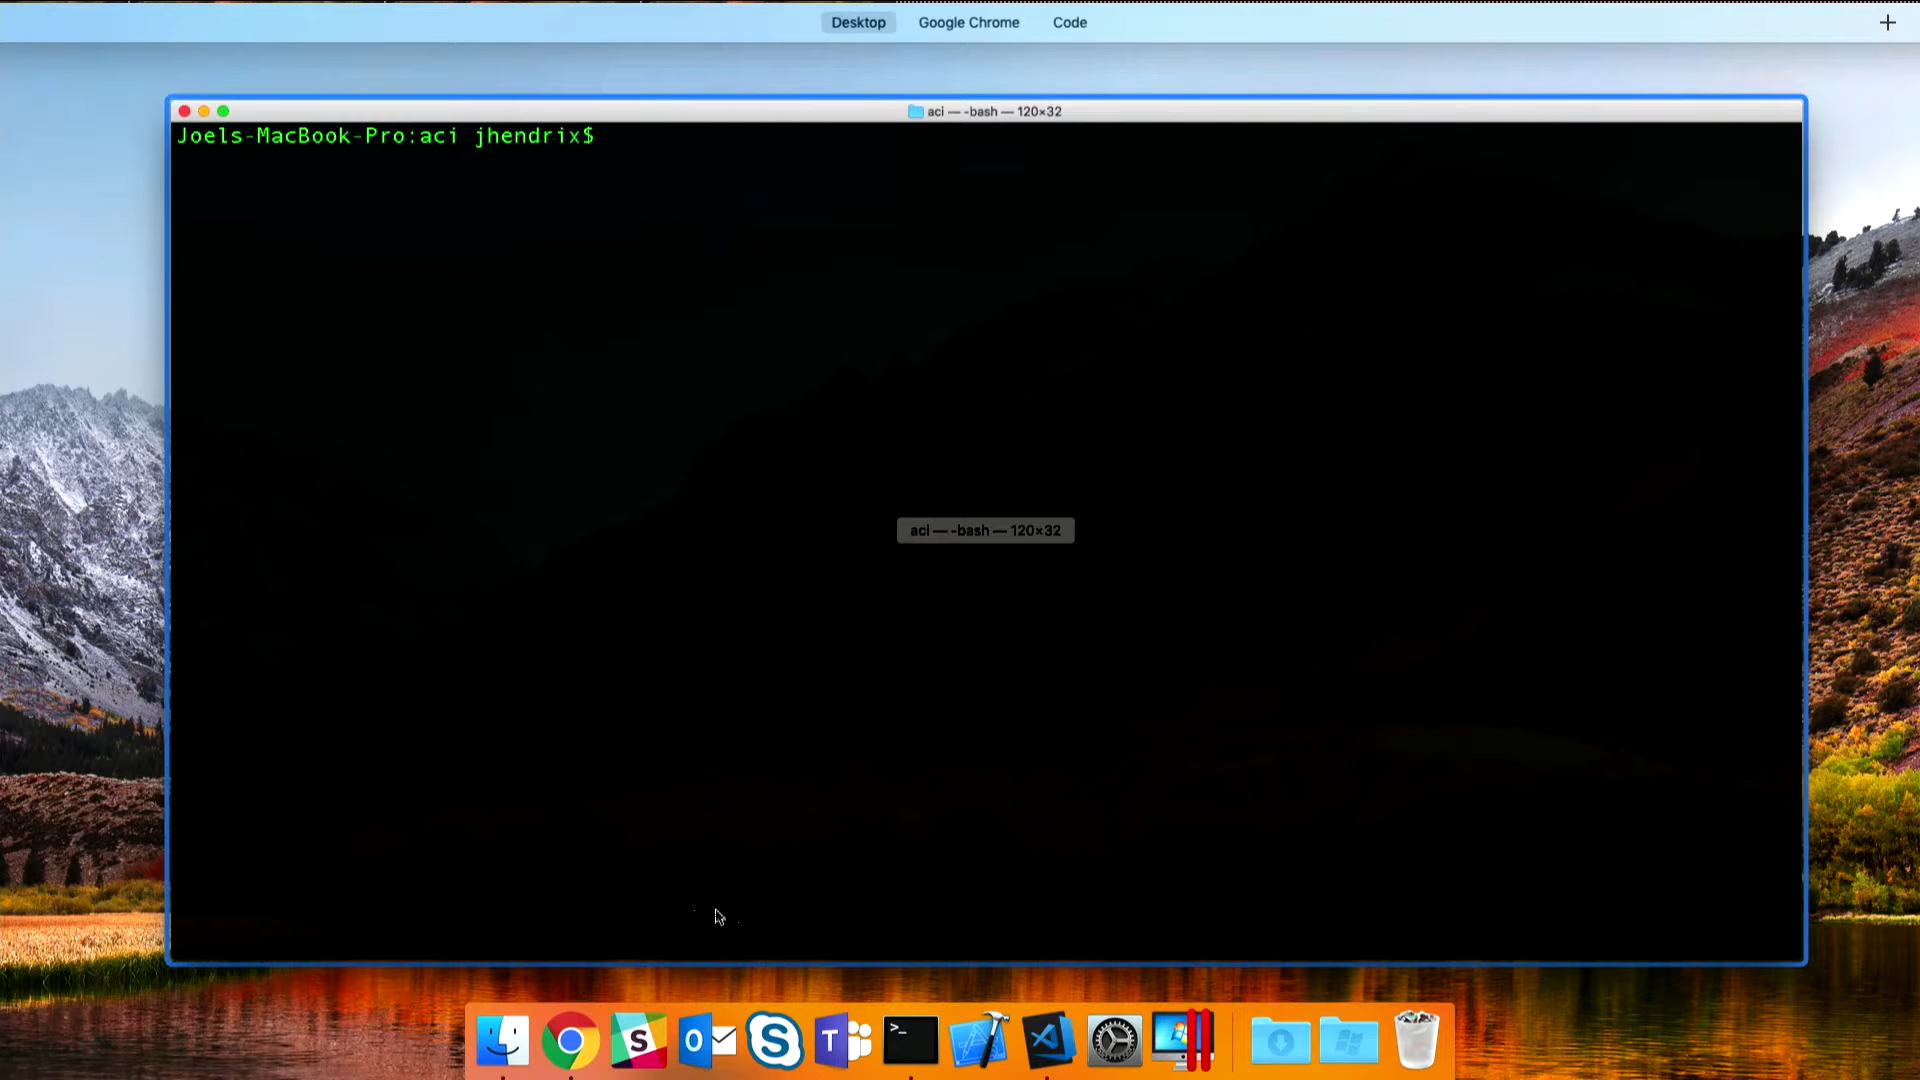 Desktop
Google Chrome
Code
aci — -bash — 120×32
Joels-MacBook-Pro:aci jhendrix$
aci — -bash — 120×32